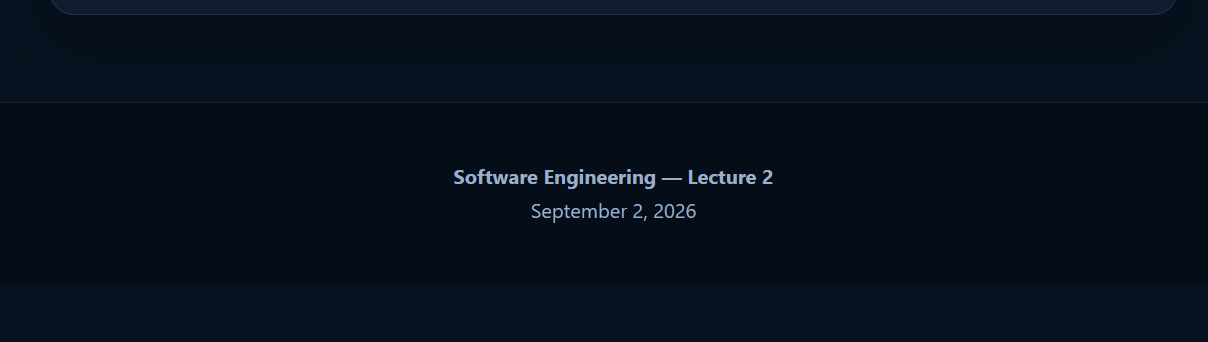 Software Engineering — Lecture 2
September 2, 2026